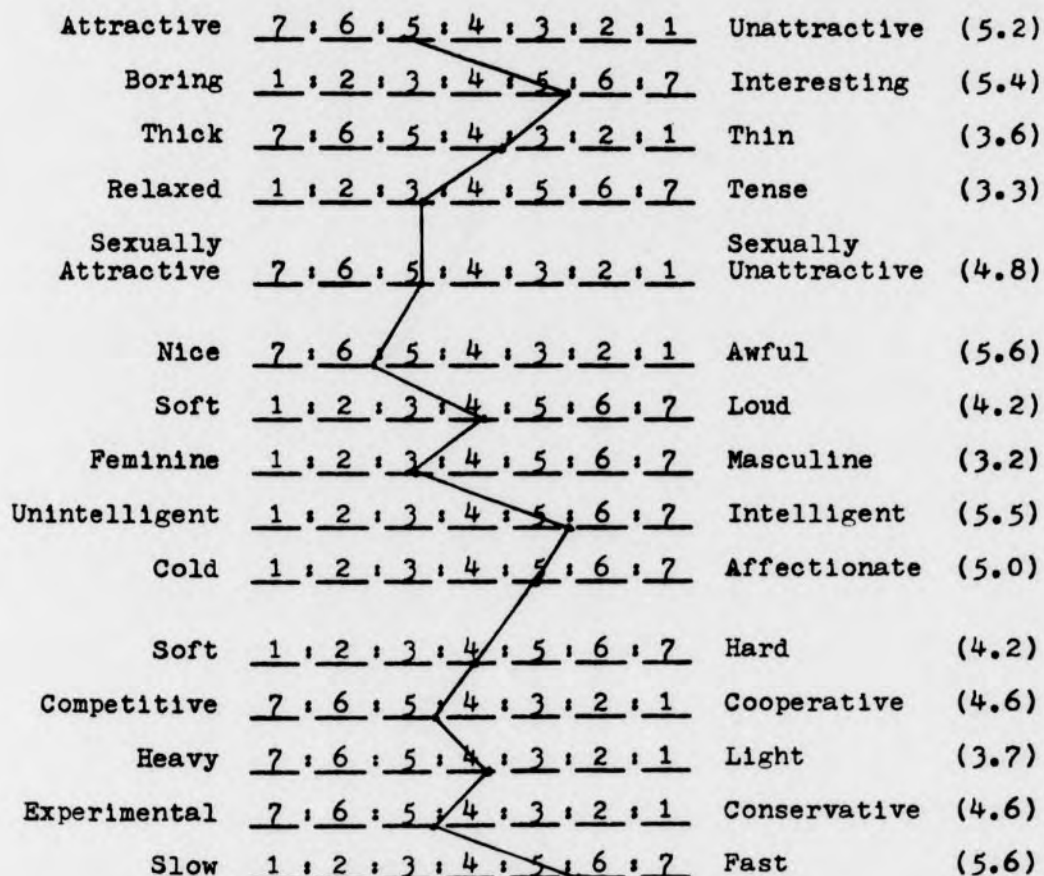 Attractive 7 : 6 : 5 : 4 : 3 : 2 : 1 Unattractive (5.2)
Boring 1 : 2 : 3 : 4 : 5 : 6 : 7 Interesting (5.4)
Thick 7 : 6 : 5 : 4 : 3 : 2 : 1 Thin (3.6)
Relaxed 1 : 2 : 3 : 4 : 5 : 6 : 7 Tense (3.3)
Sexually Sexually
Attractive 7 : 6 : 5 : 4 : 3 : 2 : 1 Unattractive (4.8)
Nice 7 : 6 : 5 : 4 : 3 : 2 : 1 Awful (5.6)
Soft 1 : 2 : 3 : 4 : 5 : 6 : 7 Loud (4.2)
Feminine 1 : 2 : 3 : 4 : 5 : 6 : 7 Masculine (3.2)
Unintelligent 1 : 2 : 3 : 4 : 5 : 6 : 7 Intelligent (5.5)
Cold 1 : 2 : 3 : 4 : 5 : 6 : 7 Affectionate (5.0)
Soft 1 : 2 : 3 : 4 : 5 : 6 : 7 Hard (4.2)
Competitive 7 : 6 : 5 : 4 : 3 : 2 : 1 Cooperative (4.6)
Heavy 7 : 6 : 5 : 4 : 3 : 2 : 1 Light (3.7)
Experimental 7 : 6 : 5 : 4 : 3 : 2 : 1 Conservative (4.6)
Slow 1 : 2 : 3 : 4 : 5 : 6 : 7 Fast (5.6)